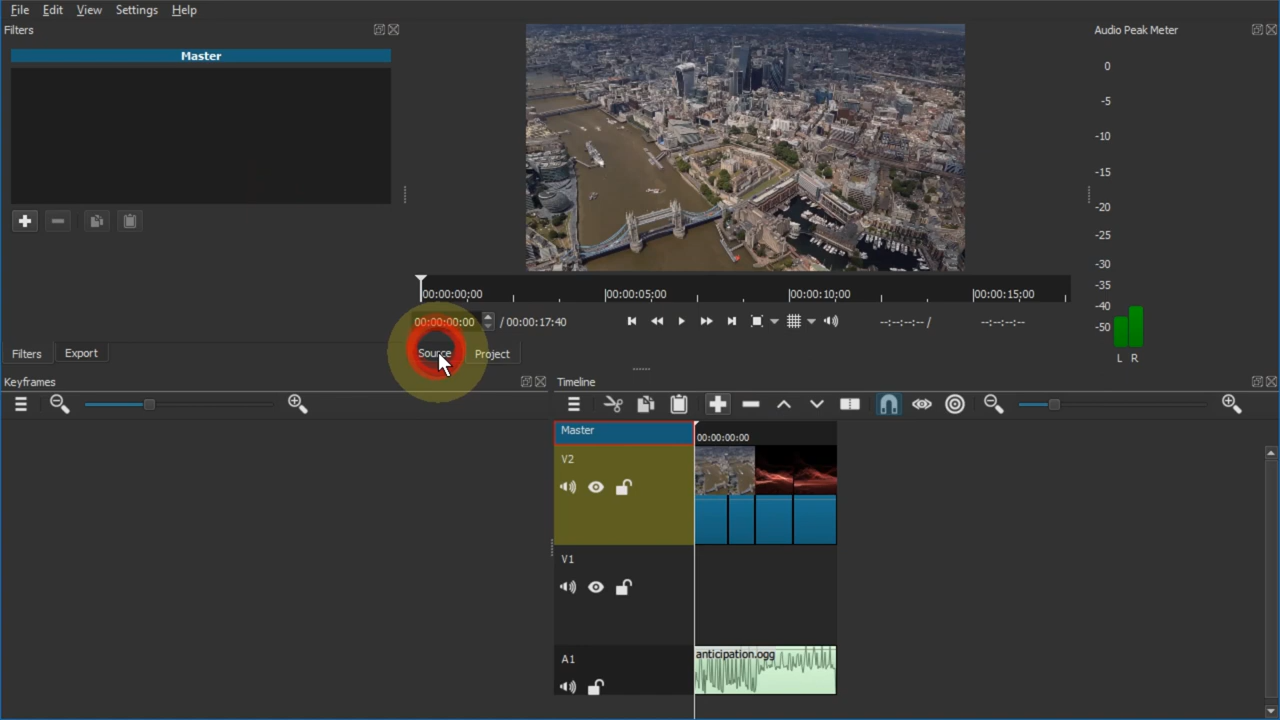 File Edit View Settings Help
Filters
Master
Audio Peak Meter
0
-5
-10
-15
-20
-25
-30
-35
-40
-50
L R
00:00:00;00 00:00:05;00 00:00:10;00 00:00:15;00
00:00:00:00 / 00:00:17:40 --:--:--:-- / --:--:--:--
Filters Export Source Project
Keyframes
Timeline
Master
00:00:00:00
V2
V1
A1
anticipation.ogg